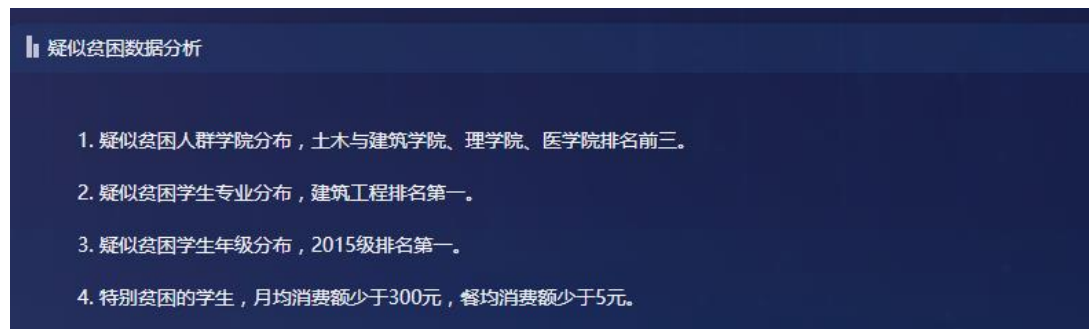 疑似贫困数据分析
1. 疑似贫困人群学院分布，土木与建筑学院、理学院、医学院排名前三。
2. 疑似贫困学生专业分布，建筑工程排名第一。
3. 疑似贫困学生年级分布，2015级排名第一。
4. 特别贫困的学生，月均消费额少于300元，餐均消费额少于5元。